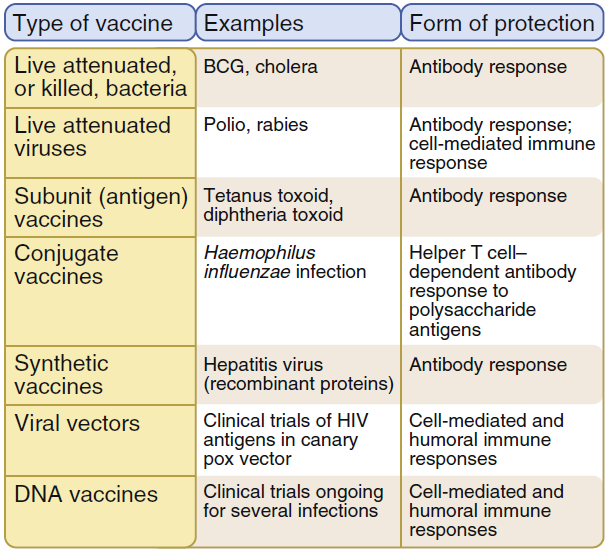 Type of vaccine
Examples
Form of protection
Live attenuated,
or killed, bacteria
BCG, cholera
Antibody response
Live attenuated
viruses
Polio, rabies
Antibody response;
cell-mediated immune
response
Subunit (antigen)
vaccines
Tetanus toxoid,
diphtheria toxoid
Antibody response
Conjugate
vaccines
Haemophilus
influenzae infection
Helper T cell–
dependent antibody
response to
polysaccharide
antigens
Synthetic
vaccines
Hepatitis virus
(recombinant proteins)
Antibody response
Viral vectors
Clinical trials of HIV
antigens in canary
pox vector
Cell-mediated and
humoral immune
responses
DNA vaccines
Clinical trials ongoing
for several infections
Cell-mediated and
humoral immune
responses